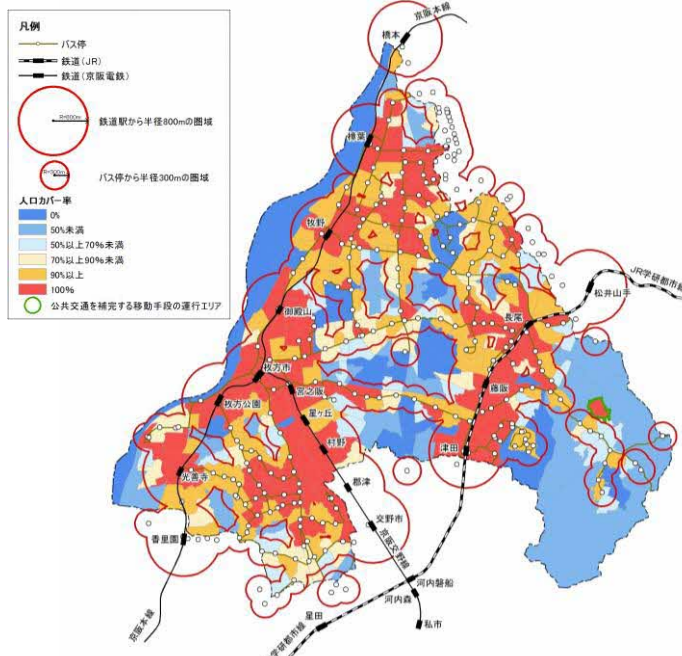 凡例
バス停
鉄道(JR)
鉄道(京阪電鉄)
R=800m
鉄道駅から半径800mの圏域
R=300m
バス停から半径300mの圏域
人口カバー率
0%
50%未満
50%以上70%未満
70%以上90%未満
90%以上
100%
公共交通を補完する移動手段の運行エリア
京阪本線
橋本
樟葉
牧野
JR学研都市線
松井山手
御殿山
長尾
枚方市
宮之阪
藤阪
枚方公園
星ヶ丘
村野
津田
光善寺
郡津
香里園
交野市
京阪交野線
河内磐船
河内森
星田
私市
京阪本線
学研都市線